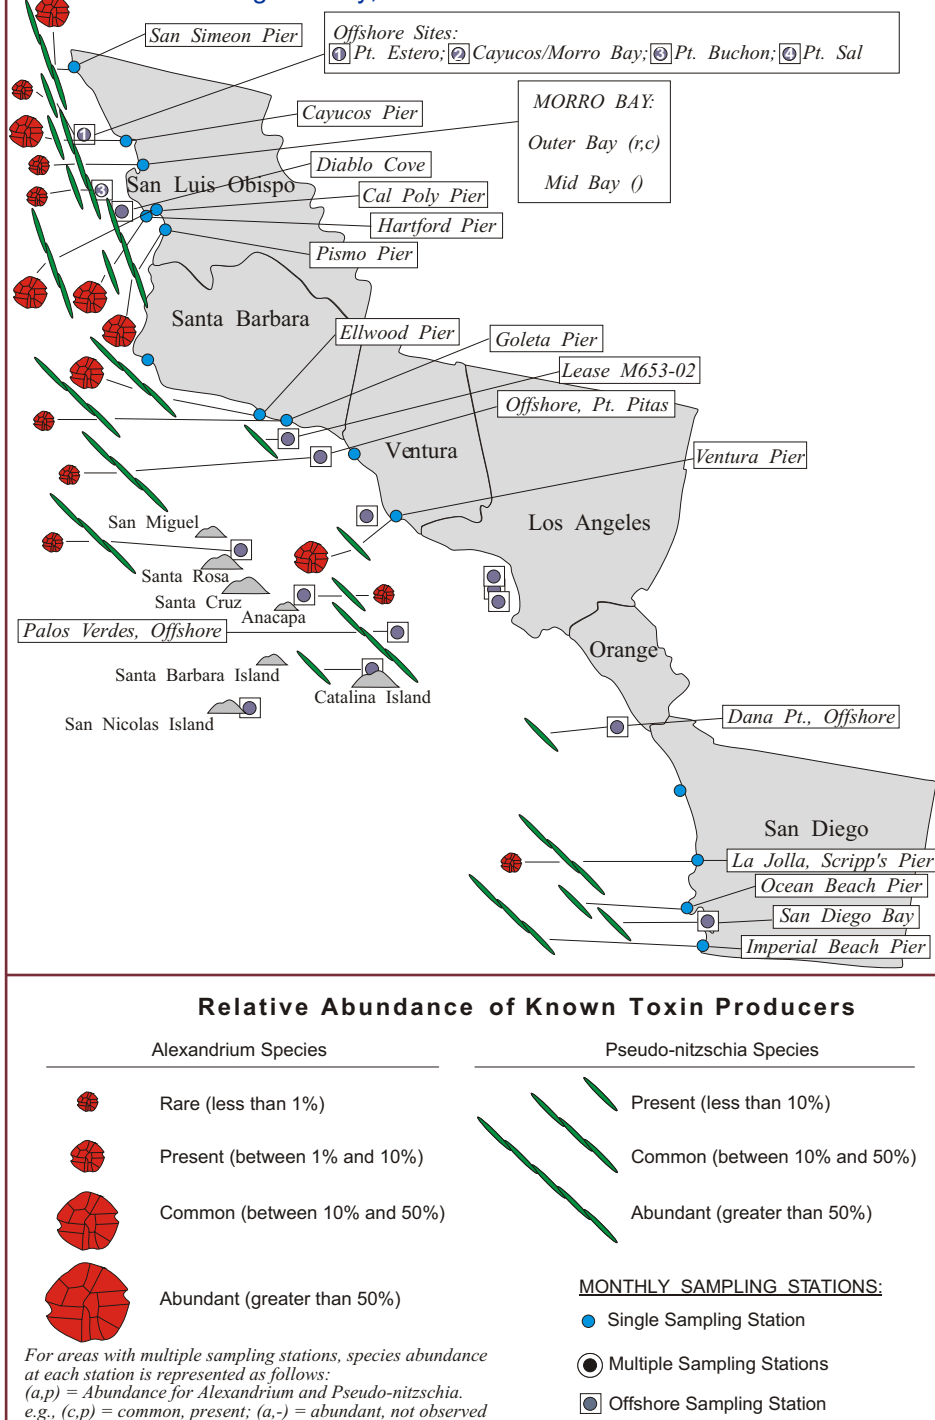 San Simeon Pier
Offshore Sites:
1 Pt. Estero; 2 Cayucos/Morro Bay; 3 Pt. Buchon; 4 Pt. Sal
MORRO BAY:
Outer Bay (r,c)
Mid Bay ()
Cayucos Pier
1
Diablo Cove
San Luis Obispo
3
Cal Poly Pier
Hartford Pier
Pismo Pier
Santa Barbara
Ellwood Pier
Goleta Pier
Lease M653-02
Offshore, Pt. Pitas
Ventura
Ventura Pier
Los Angeles
San Miguel
Santa Rosa
Santa Cruz
Anacapa
Palos Verdes, Offshore
Orange
Santa Barbara Island
Catalina Island
San Nicolas Island
Dana Pt., Offshore
San Diego
La Jolla, Scripp's Pier
Ocean Beach Pier
San Diego Bay
Imperial Beach Pier
Relative Abundance of Known Toxin Producers
Alexandrium Species
Rare (less than 1%)
Present (between 1% and 10%)
Common (between 10% and 50%)
Abundant (greater than 50%)
For areas with multiple sampling stations, species abundance
at each station is represented as follows:
(a,p) = Abundance for Alexandrium and Pseudo-nitzschia.
e.g., (c,p) = common, present; (a,-) = abundant, not observed
Pseudo-nitzschia Species
Present (less than 10%)
Common (between 10% and 50%)
Abundant (greater than 50%)
MONTHLY SAMPLING STATIONS:
Single Sampling Station
Multiple Sampling Stations
Offshore Sampling Station